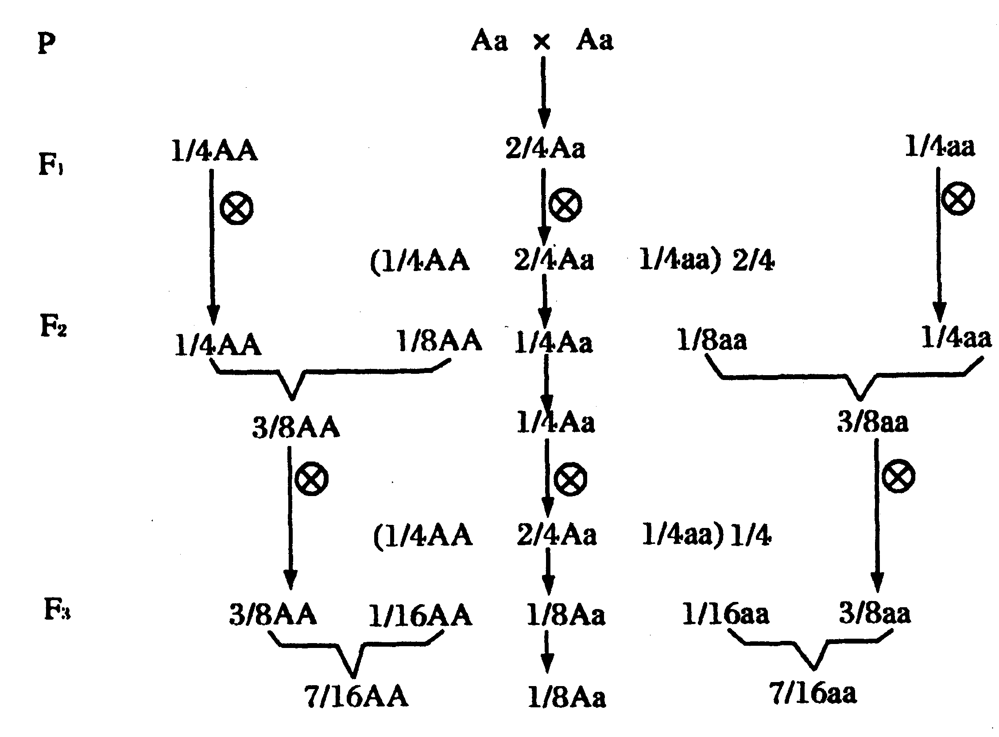 P Aa × Aa
F₁ 1/4AA 2/4Aa 1/4aa
(1/4AA 2/4Aa 1/4aa) 2/4
F₂ 1/4AA 1/8AA 1/4Aa 1/8aa 1/4aa
3/8AA 1/4Aa 3/8aa
(1/4AA 2/4Aa 1/4aa) 1/4
F₃ 3/8AA 1/16AA 1/8Aa 1/16aa 3/8aa
7/16AA 1/8Aa 7/16aa